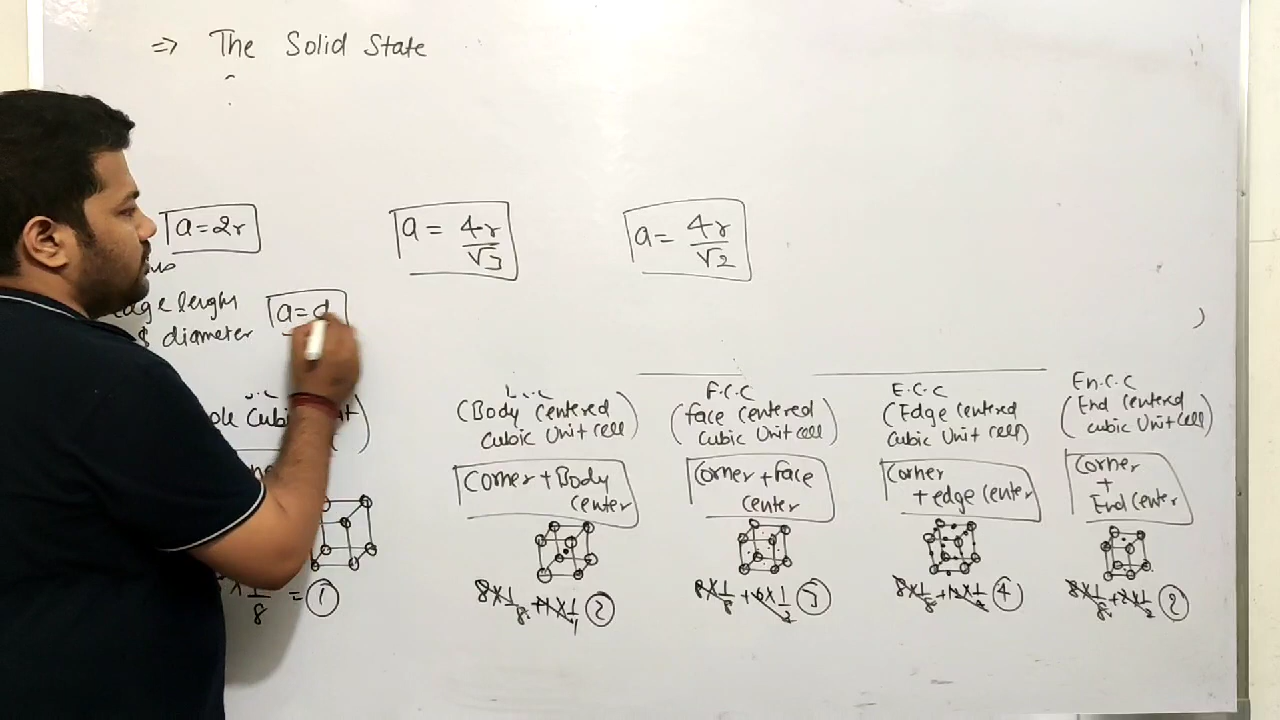 ⇒ The Solid State
a=2r
a= 4r/√3
a= 4r/√2
edge lenght
diameter
a=d
F.C.C
E.C.C
En.C.C
(Body Centered
Cubic Unit cell)
(face centered
cubic Unit cell)
(Edge Centered
Cubic Unit cell)
(End Centered
cubic Unit cell)
Corner + Body
center
Corner + face
center
Corner
+ edge center
Corner
+
End center
× 1/8 = 1
8×1/8 + 1×1/1 2
8×1/8 + 6×1/2 3
8×1/8 + 12×1/4 4
8×1/8 + 2×1/2 2